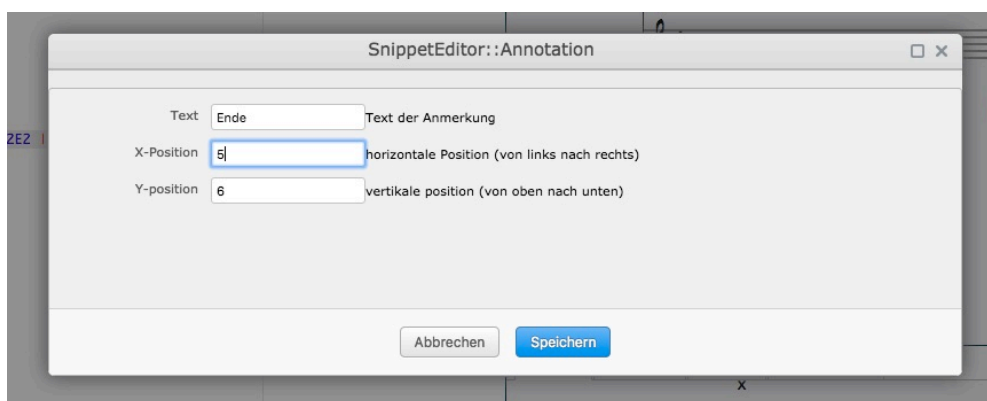 SnippetEditor::Annotation
Text Ende Text der Anmerkung
2E2 |
X-Position 5 horizontale Position (von links nach rechts)
Y-position 6 vertikale position (von oben nach unten)
Abbrechen Speichern
x